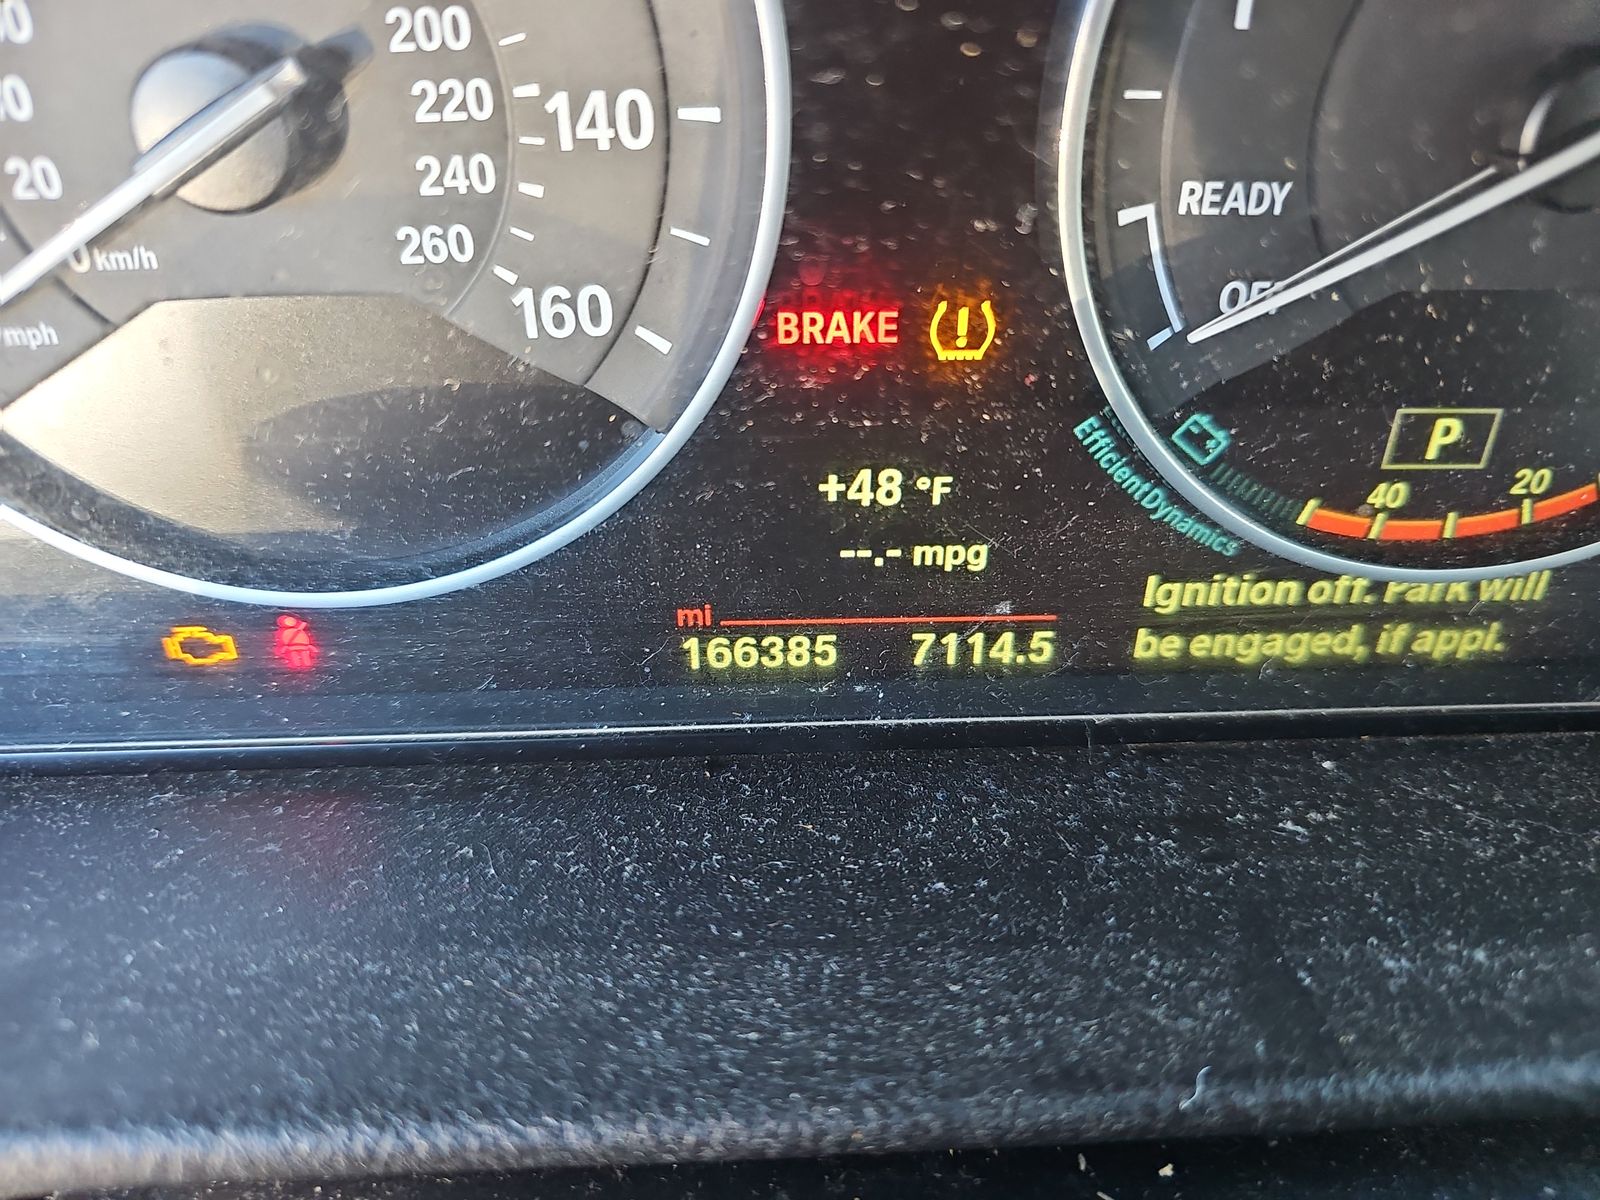 200
220
240
260
20
km/h
mph
140
160
BRAKE
READY
P
40
20
EfficientDynamics
+48 °F
--.- mpg
mi
166385 7114.5
Ignition off. Park will
be engaged, if appl.